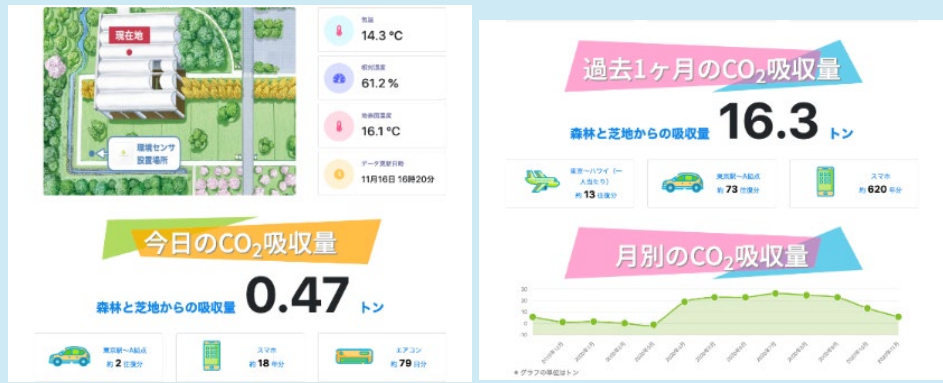 現在地
環境センサ
設置場所
気温
14.3 °C
相対湿度
61.2 %
地表面温度
16.1 °C
データ更新日時
11月16日 16時20分
今日のCO₂吸収量
森林と芝地からの吸収量 0.47 トン
東京駅〜A拠点
約 2 往復分
スマホ
約 18 年分
エアコン
約 79 日分
過去1ヶ月のCO₂吸収量
森林と芝地からの吸収量 16.3 トン
東京〜ハワイ (一
人当たり)
約 13 往復分
東京駅〜A拠点
約 73 往復分
スマホ
約 620 年分
月別のCO₂吸収量
30
20
10
0
-10
＊グラフの単位はトン